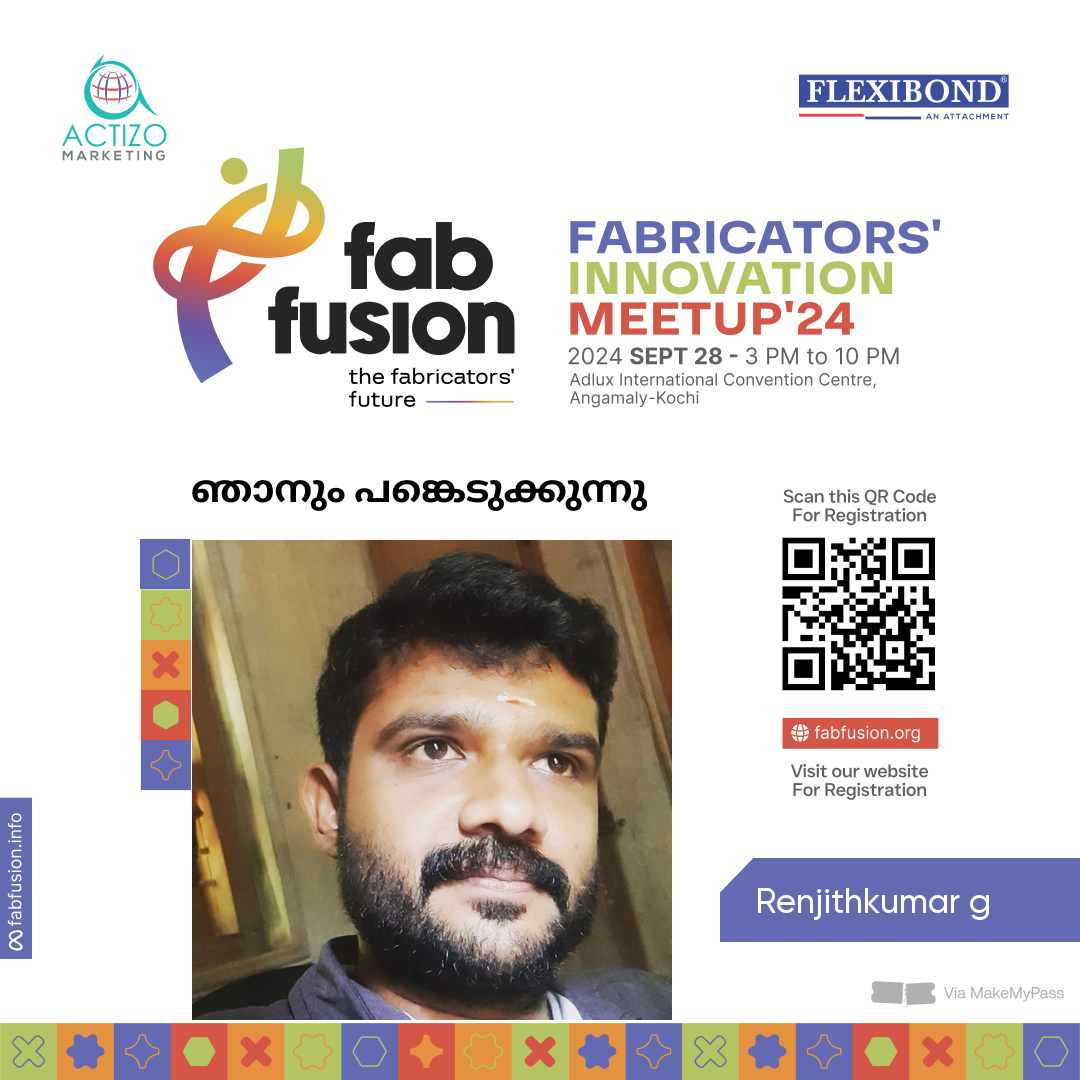 ACTIZO
MARKETING
FLEXIBOND®
AN ATTACHMENT
fab
fusion
the fabricators'
future
FABRICATORS'
INNOVATION
MEETUP'24
2024 SEPT 28 - 3 PM to 10 PM
Adlux International Convention Centre,
Angamaly-Kochi
ഞാനും പങ്കെടുക്കുന്നു
Scan this QR Code
For Registration
fabfusion.org
Visit our website
For Registration
fabfusion.info
Renjithkumar g
Via MakeMyPass